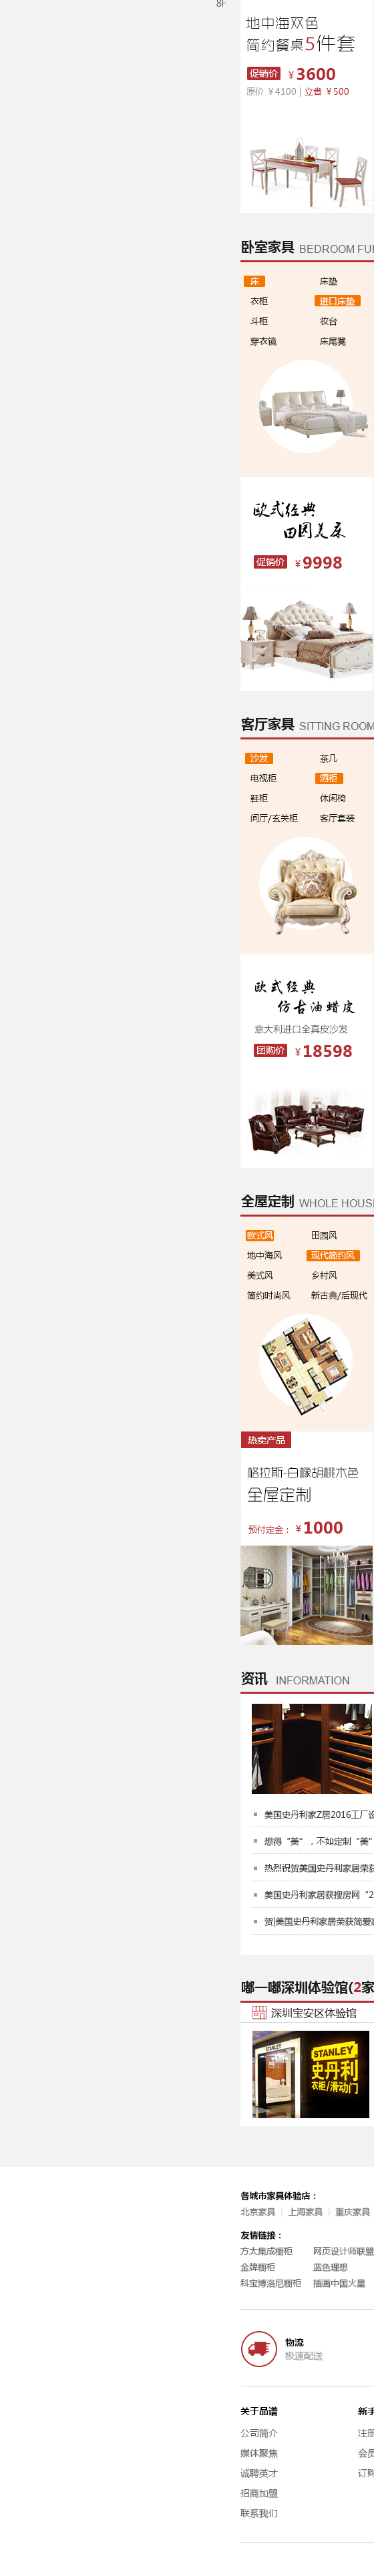 8F
地中海双色
简约餐桌5件套
促销价 ¥3600
原价 ¥4100 | 立省 ¥500
卧室家具 BEDROOM FU
床 床垫
衣柜 进口床垫
斗柜 妆台
穿衣镜 床尾凳
欧式经典
田园美床
促销价 ¥9998
客厅家具 SITTING ROOM
沙发 茶几
电视柜 酒柜
鞋柜 休闲椅
间厅/玄关柜 客厅套装
欧式经典
仿古油蜡皮
意大利进口全真皮沙发
团购价 ¥18598
全屋定制 WHOLE HOUS
欧式风 田园风
地中海风 现代简约风
美式风 乡村风
简约时尚风 新古典/后现代
热卖产品
格拉斯-白橡胡桃木色
全屋定制
预付定金： ¥1000
资讯 INFORMATION
美国史丹利家Z居2016工厂设
想得“美”，不如定制“美”
热烈祝贺美国史丹利家居荣获
美国史丹利家居获搜房网“2
贺|美国史丹利家居荣获简爱家
嘟一嘟深圳体验馆(2家
深圳宝安区体验馆
STANLEY
STANLEY
史丹利
衣柜/滑动门
各城市家具体验店：
北京家具 | 上海家具 | 重庆家具
友情链接：
方太集成橱柜 网页设计师联盟
金牌橱柜 蓝色理想
科宝博洛尼橱柜 插画中国火星
物流
极速配送
关于品谱 新手
公司简介 注册
媒体聚焦 会员
诚聘英才 订购
招商加盟
联系我们